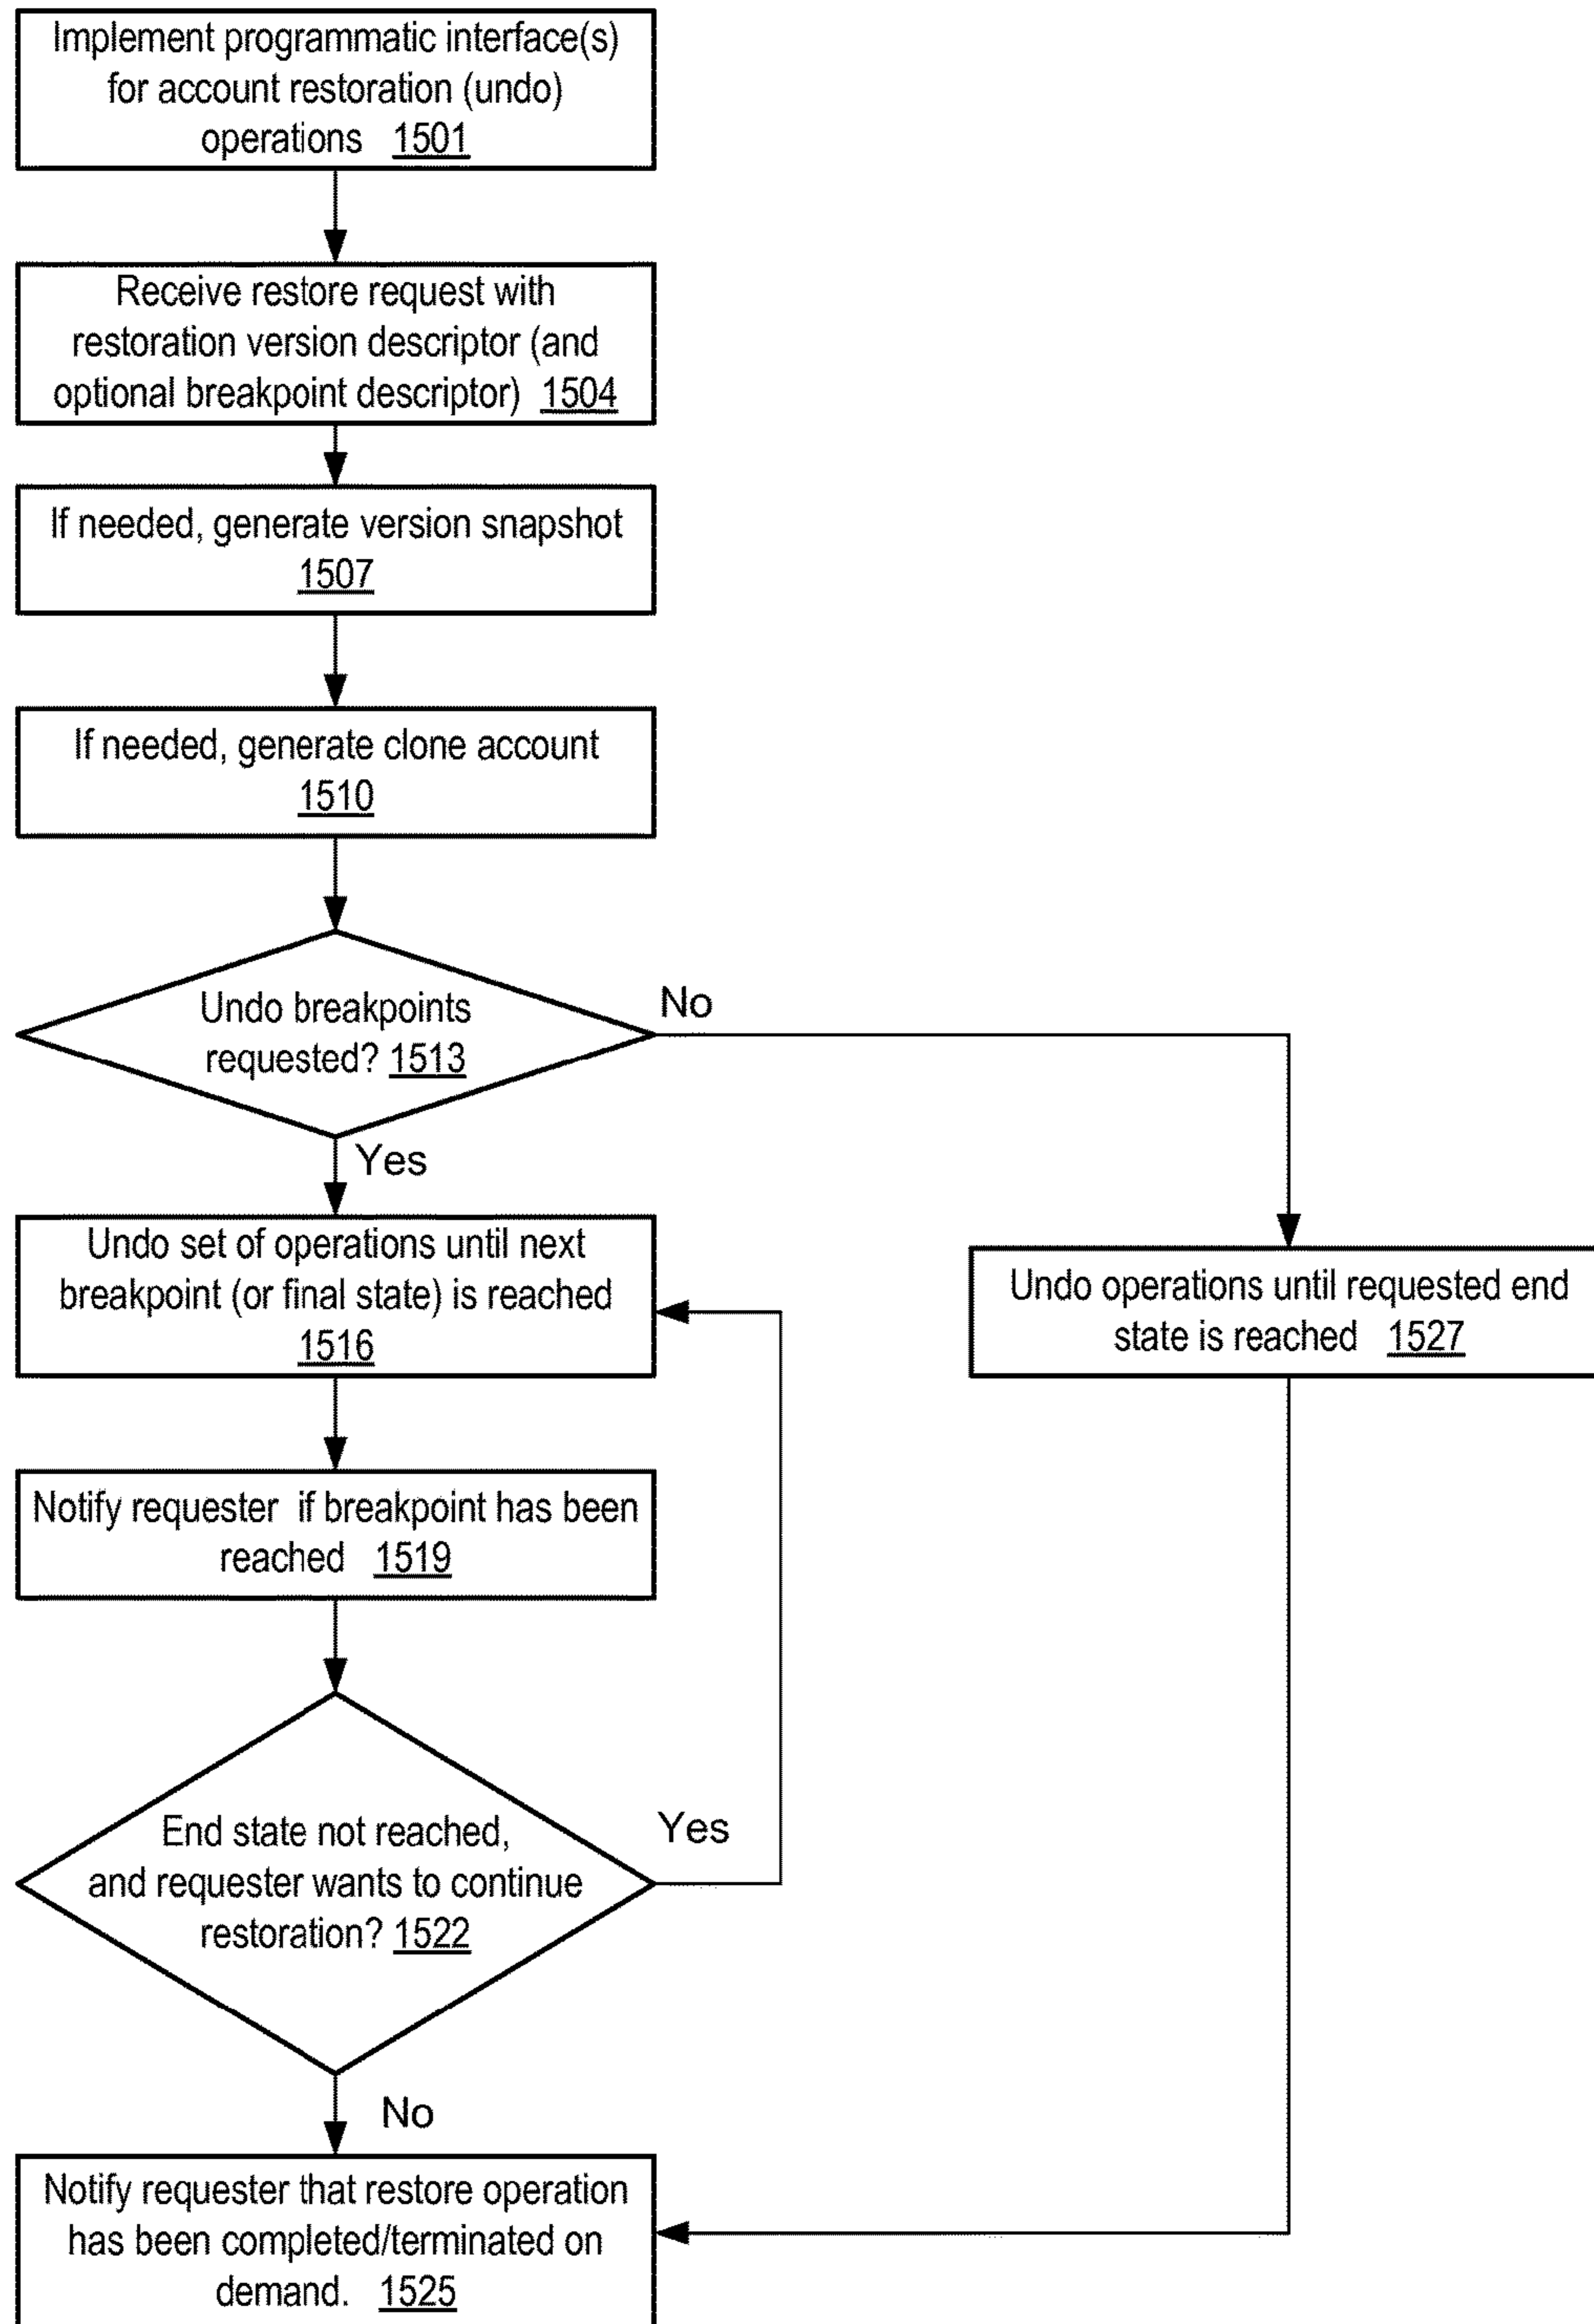 Implement programmatic interface(s)
for account restoration (undo)
operations 1501
Receive restore request with
restoration version descriptor (and
optional breakpoint descriptor) 1504
If needed, generate version snapshot
1507
If needed, generate clone account
1510
Undo breakpoints
requested? 1513
No
Yes
Undo set of operations until next
breakpoint (or final state) is reached
1516
Undo operations until requested end
state is reached 1527
Notify requester if breakpoint has been
reached 1519
End state not reached,
and requester wants to continue
restoration? 1522
Yes
No
Notify requester that restore operation
has been completed/terminated on
demand. 1525